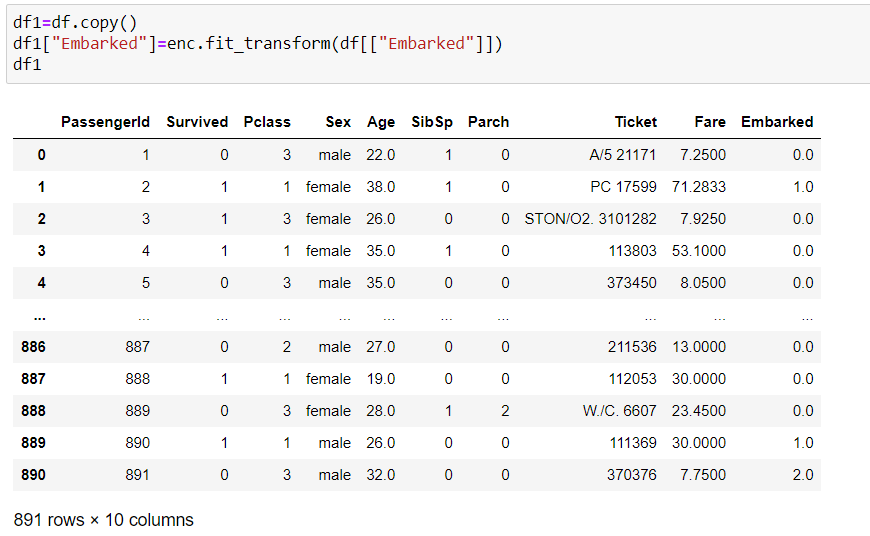 df1=df.copy()
df1["Embarked"]=enc.fit_transform(df[["Embarked"]])
df1
PassengerId Survived Pclass Sex Age SibSp Parch Ticket Fare Embarked
0 1 0 3 male 22.0 1 0 A/5 21171 7.2500 0.0
1 2 1 1 female 38.0 1 0 PC 17599 71.2833 1.0
2 3 1 3 female 26.0 0 0 STON/O2. 3101282 7.9250 0.0
3 4 1 1 female 35.0 1 0 113803 53.1000 0.0
4 5 0 3 male 35.0 0 0 373450 8.0500 0.0
... ... ... ... ... ... ... ... ... ... ...
886 887 0 2 male 27.0 0 0 211536 13.0000 0.0
887 888 1 1 female 19.0 0 0 112053 30.0000 0.0
888 889 0 3 female 28.0 1 2 W./C. 6607 23.4500 0.0
889 890 1 1 male 26.0 0 0 111369 30.0000 1.0
890 891 0 3 male 32.0 0 0 370376 7.7500 2.0
891 rows × 10 columns